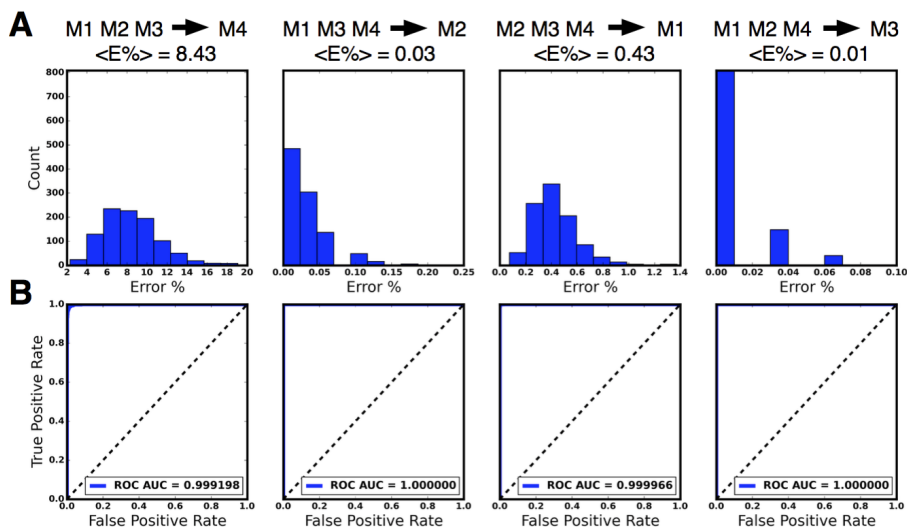 A
M1 M2 M3 → M4
<E%> = 8.43
M1 M3 M4 → M2
<E%> = 0.03
M2 M3 M4 → M1
<E%> = 0.43
M1 M2 M4 → M3
<E%> = 0.01
Count
800
700
600
500
400
300
200
100
0
2 4 6 8 10 12 14 16 18 20
Error %
0.00 0.05 0.10 0.15 0.20 0.25
Error %
0.0 0.2 0.4 0.6 0.8 1.0 1.2 1.4
Error %
0.00 0.02 0.04 0.06 0.08 0.10
Error %
B
True Positive Rate
1.0
0.8
0.6
0.4
0.2
0.0
ROC AUC = 0.999198
0.2 0.4 0.6 0.8 1.0
False Positive Rate
ROC AUC = 1.000000
0.0 0.2 0.4 0.6 0.8 1.0
False Positive Rate
ROC AUC = 0.999966
0.0 0.2 0.4 0.6 0.8 1.0
False Positive Rate
ROC AUC = 1.000000
0.0 0.2 0.4 0.6 0.8 1.0
False Positive Rate